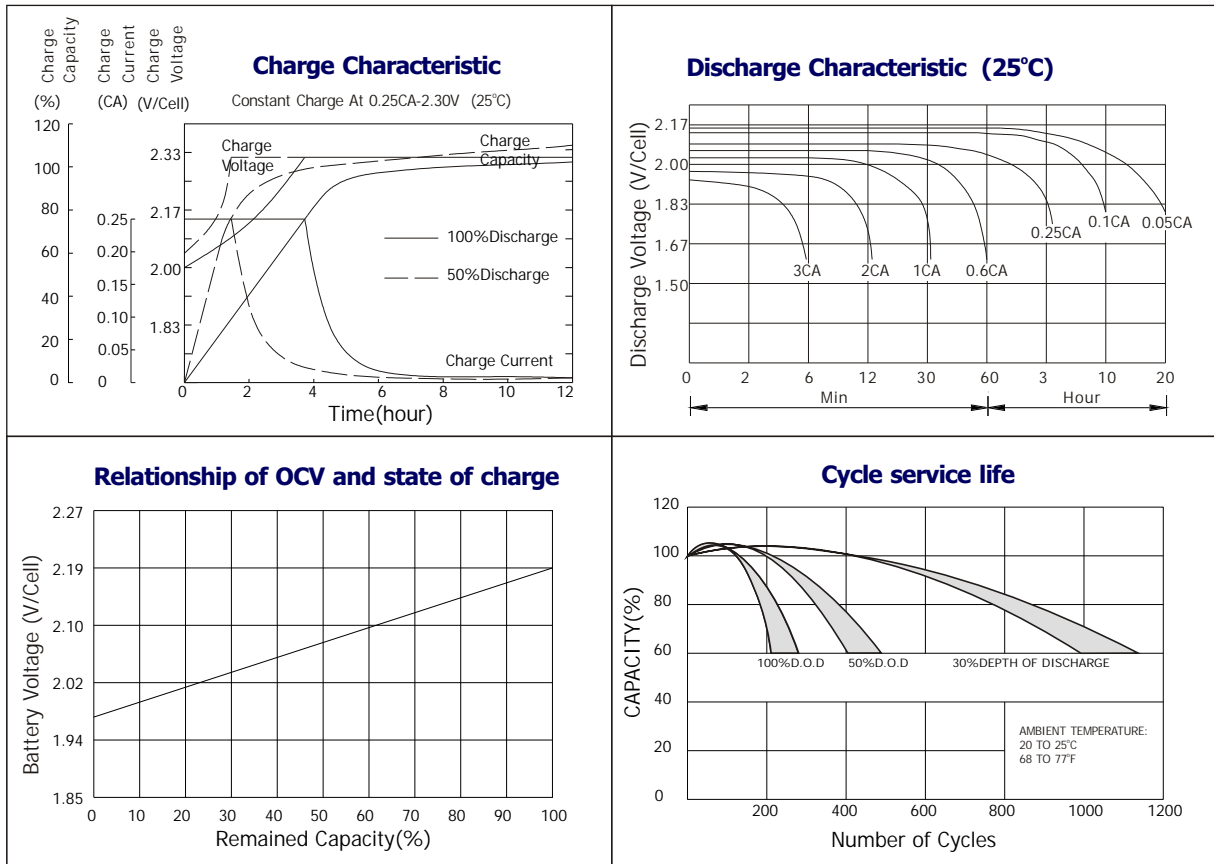 Charge
Capacity
Charge
Current
Charge
Voltage
(%)
(CA)
(V/Cell)
Charge Characteristic
Constant Charge At 0.25CA-2.30V (25°C)
120
100
80
60
40
20
0
0.25
0.20
0.15
0.10
0.05
0
2.33
2.17
2.00
1.83
Charge
Voltage
Charge
Capacity
100%Discharge
50%Discharge
Charge Current
0 2 4 6 8 10 12
Time(hour)
Discharge Characteristic (25°C)
Discharge Voltage (V/Cell)
2.17
2.00
1.83
1.67
1.50
3CA
2CA
1CA
0.6CA
0.25CA
0.1CA
0.05CA
0 2 6 12 30 60 3 10 20
Min
Hour
Relationship of OCV and state of charge
Battery Voltage (V/Cell)
2.27
2.19
2.10
2.02
1.94
1.85
0 10 20 30 40 50 60 70 80 90 100
Remained Capacity(%)
Cycle service life
CAPACITY(%)
120
100
80
60
40
20
0
100%D.O.D
50%D.O.D
30%DEPTH OF DISCHARGE
AMBIENT TEMPERATURE:
20 TO 25°C
68 TO 77°F
200 400 600 800 1000 1200
Number of Cycles